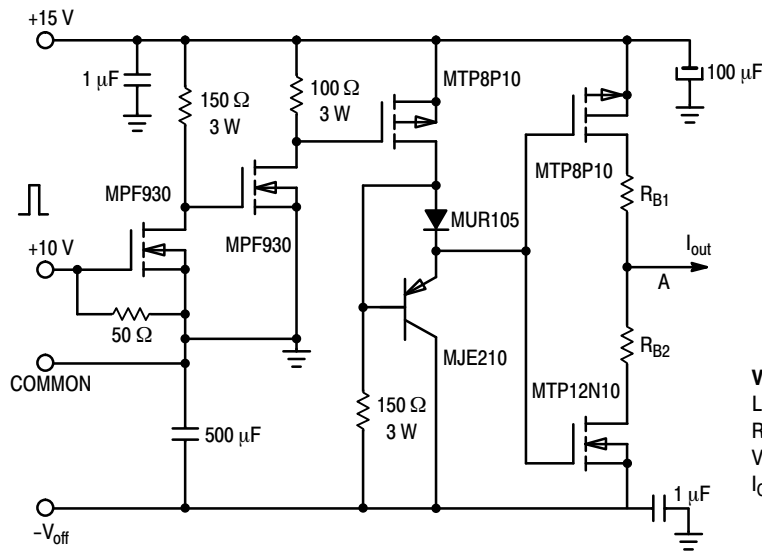 +15 V
1 μF
150 Ω
3 W
100 Ω
3 W
MTP8P10
100 μF
MPF930
MPF930
MTP8P10
R_B1
MUR105
+10 V
I_out
A
50 Ω
R_B2
COMMON
MJE210
MTP12N10
500 μF
150 Ω
3 W
1 μF
−V_off
V
L
R
V
I_C